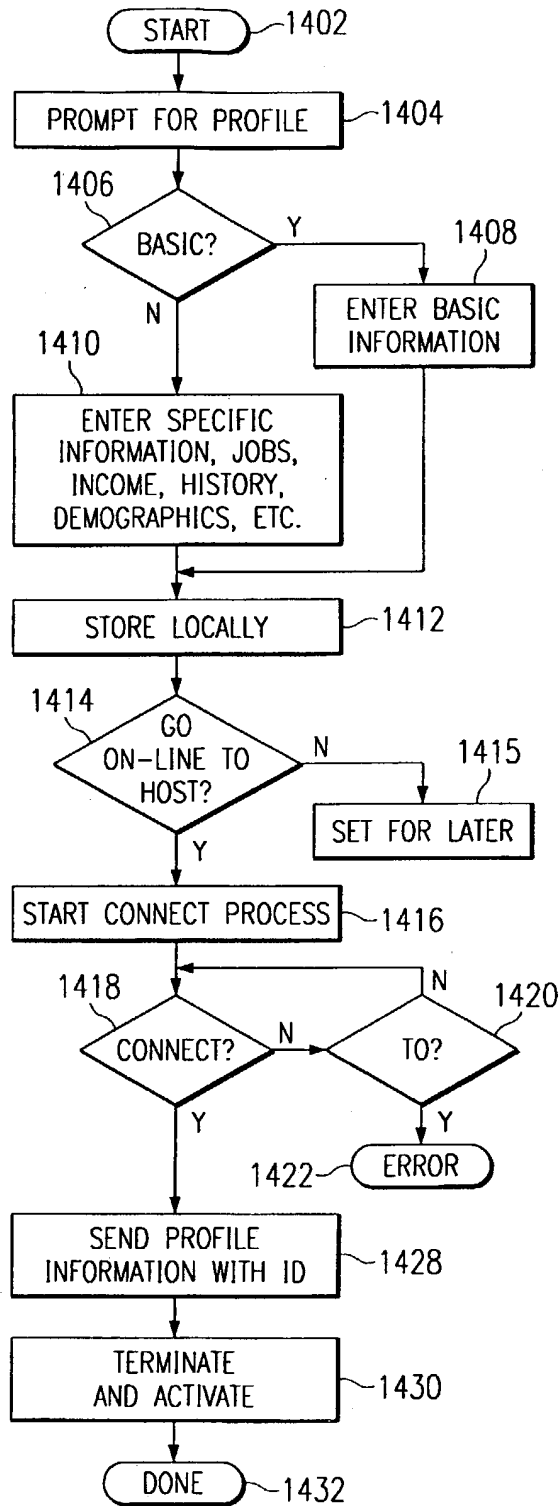 START
1402
PROMPT FOR PROFILE
1404
1406
BASIC?
Y
N
1408
ENTER BASIC
INFORMATION
1410
ENTER SPECIFIC
INFORMATION, JOBS,
INCOME, HISTORY,
DEMOGRAPHICS, ETC.
STORE LOCALLY
1412
1414
GO
ON-LINE TO
HOST?
N
Y
1415
SET FOR LATER
START CONNECT PROCESS
1416
1418
CONNECT?
N
Y
TO?
1420
N
Y
1422
ERROR
SEND PROFILE
INFORMATION WITH ID
1428
TERMINATE
AND ACTIVATE
1430
DONE
1432